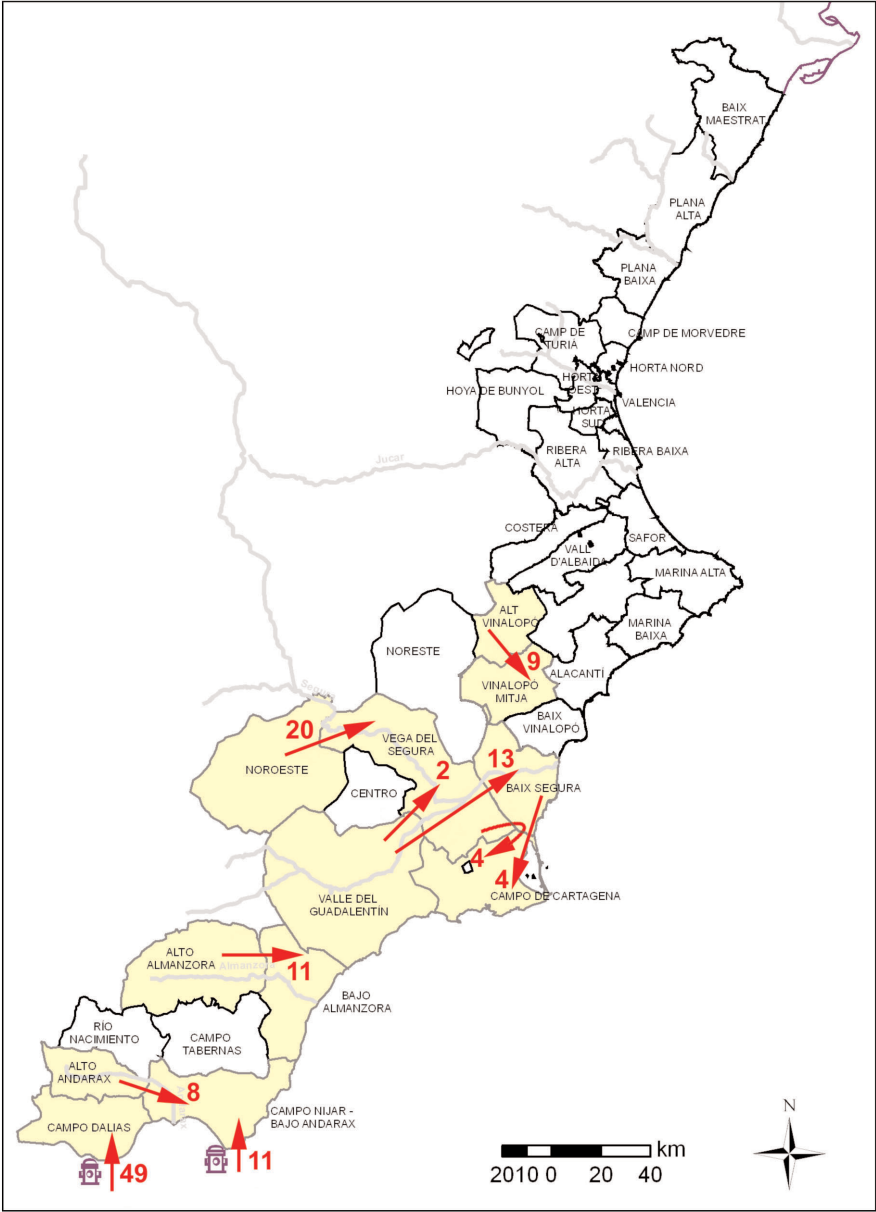 BAIX
MAESTRAT
PLANA
ALTA
PLANA
BAIXA
CAMP DE
TURIA
CAMP DE MORVEDRE
HORTA NORD
HORTA
OEST
HOYA DE BUNYOL
VALENCIA
HORTA
SUD
RIBERA
ALTA
RIBERA BAIXA
Jucar
COSTERA
SAFOR
VALL
D'ALBAIDA
MARINA ALTA
ALT
VINALOPÓ
MARINA
BAIXA
NORESTE
9
ALACANTÍ
VINALOPÓ
MITJA
Segura
BAIX
VINALOPÓ
20
VEGA DEL
SEGURA
13
2
NOROESTE
CENTRO
BAIX SEGURA
4
4
VALLE DEL
GUADALENTÍN
CAMPO DE CARTAGENA
ALTO
ALMANZORA
Almanzora
11
BAJO
ALMANZORA
RÍO
NACIMIENTO
CAMPO
TABERNAS
ALTO
ANDARAX
8
CAMPO NIJAR -
BAJO ANDARAX
CAMPO DALIAS
49
11
N
km
2010 0 20 40